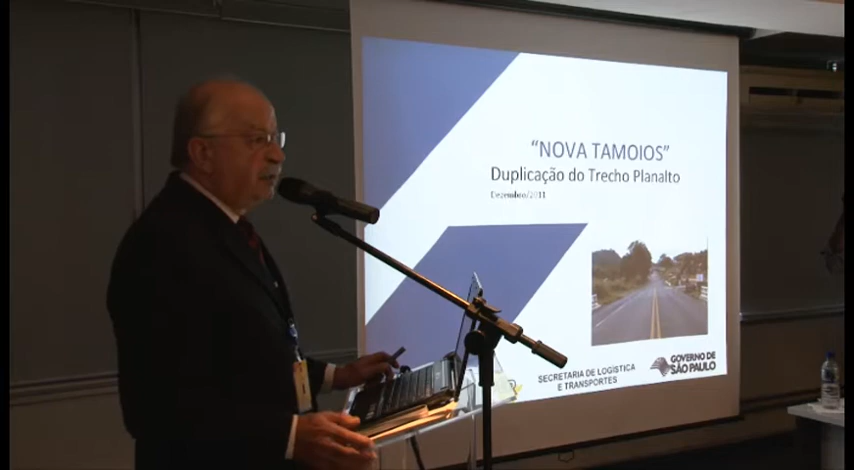 “NOVA TAMOIOS”
Duplicação do Trecho Planalto
Dezembro/2011
SECRETARIA DE LOGÍSTICA
E TRANSPORTES
GOVERNO DE
SÃO PAULO